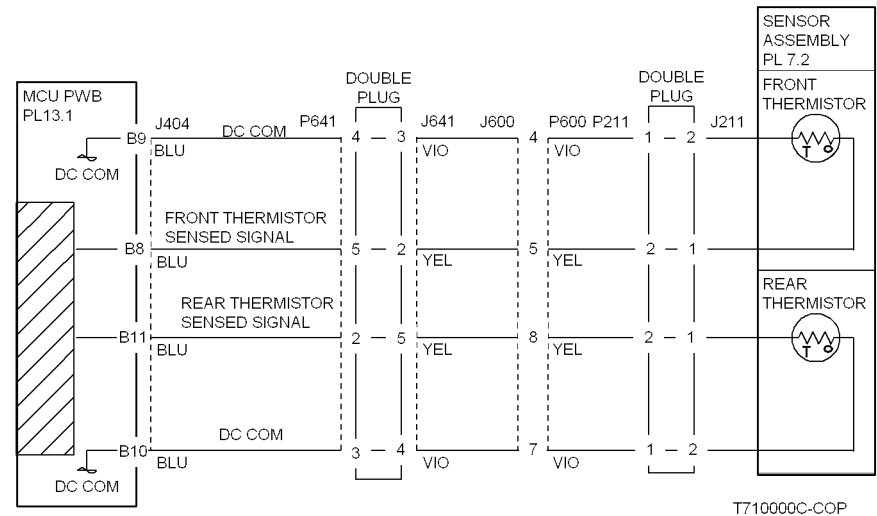 SENSOR
ASSEMBLY
PL 7.2
DOUBLE
PLUG
DOUBLE
PLUG
FRONT
THERMISTOR
MCU PWB
PL13.1
J404
P641
J641
J600
P600
P211
J211
B9
DC COM
4 – 3
4
1 – 2
BLU
VIO
VIO
T
DC COM
FRONT THERMISTOR
SENSED SIGNAL
B8
5 – 2
5
2 – 1
BLU
YEL
YEL
REAR
THERMISTOR
REAR THERMISTOR
SENSED SIGNAL
B11
2 – 5
8
2 – 1
BLU
YEL
YEL
T
DC COM
B10
3 – 4
7
1 – 2
BLU
VIO
VIO
DC COM
T710000C-COP